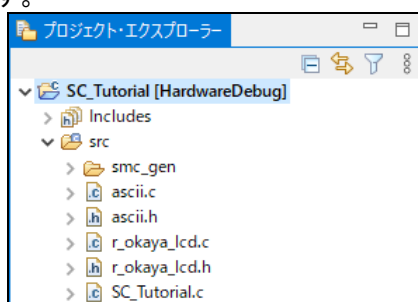 す。
プロジェクト・エクスプローラー
SC_Tutorial [HardwareDebug]
Includes
src
smc_gen
ascii.c
ascii.h
r_okaya_lcd.c
r_okaya_lcd.h
SC_Tutorial.c